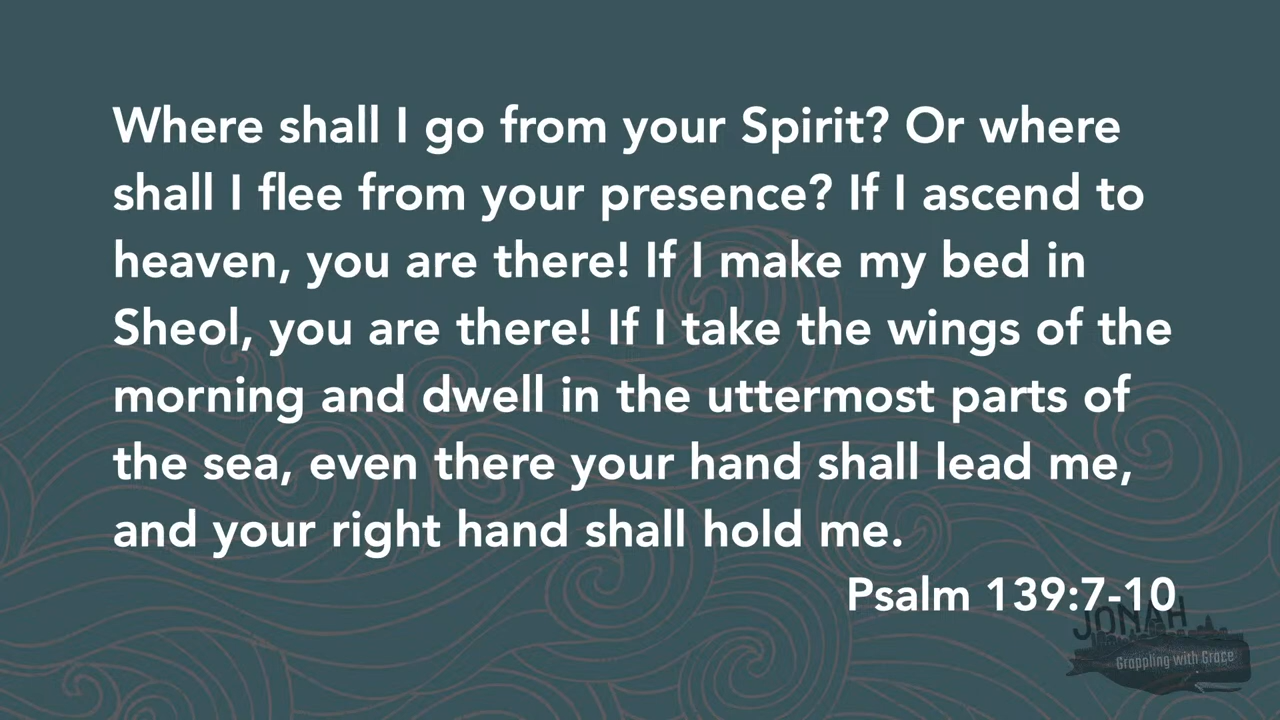 Where shall I go from your Spirit? Or where
shall I flee from your presence? If I ascend to
heaven, you are there! If I make my bed in
Sheol, you are there! If I take the wings of the
morning and dwell in the uttermost parts of
the sea, even there your hand shall lead me,
and your right hand shall hold me.
Psalm 139:7-10
JONAH
Grappling with Grace